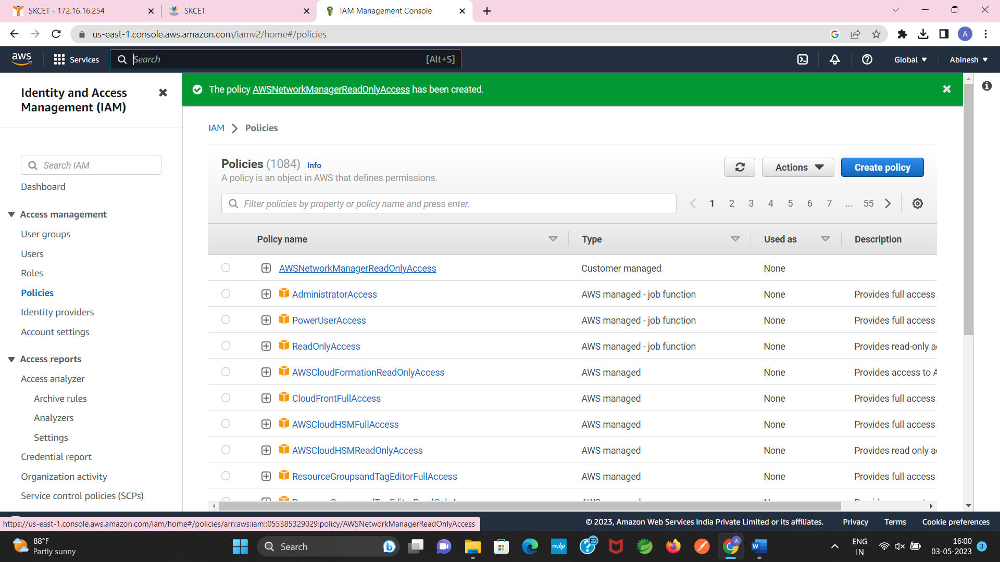 SKCET - 172.16.16.254
SKCET
IAM Management Console
us-east-1.console.aws.amazon.com/iamv2/home#/policies
A
aws
Services
Search
[Alt+S]
Global
Abinesh
Identity and Access
Management (IAM)
The policy AWSNetworkManagerReadOnlyAccess has been created.
IAM
Policies
Search IAM
Dashboard
Access management
User groups
Users
Roles
Policies
Identity providers
Account settings
Access reports
Access analyzer
Archive rules
Analyzers
Settings
Credential report
Organization activity
Service control policies (SCPs)
Policies (1084) Info
A policy is an object in AWS that defines permissions.
Actions
Create policy
Filter policies by property or policy name and press enter.
1 2 3 4 5 6 7 ... 55
Policy name Type Used as Description
AWSNetworkManagerReadOnlyAccess Customer managed None
AdministratorAccess AWS managed - job function None Provides full access
PowerUserAccess AWS managed - job function None Provides full access
ReadOnlyAccess AWS managed - job function None Provides read-only a
AWSCloudFormationReadOnlyAccess AWS managed None Provides access to A
CloudFrontFullAccess AWS managed None Provides full access
AWSCloudHSMFullAccess AWS managed None Provides full access
AWSCloudHSMReadOnlyAccess AWS managed None Provides read only a
ResourceGroupsandTagEditorFullAccess AWS managed None Provides full access
https://us-east-1.console.aws.amazon.com/iam/home#/policies/arn:aws:iam::055385329029:policy/AWSNetworkManagerReadOnlyAccess
© 2023, Amazon Web Services India Private Limited or its affiliates.
Privacy
Terms
Cookie preferences
88°F
Partly sunny
Search
myhp
A
W
ENG
IN
16:00
03-05-2023
3